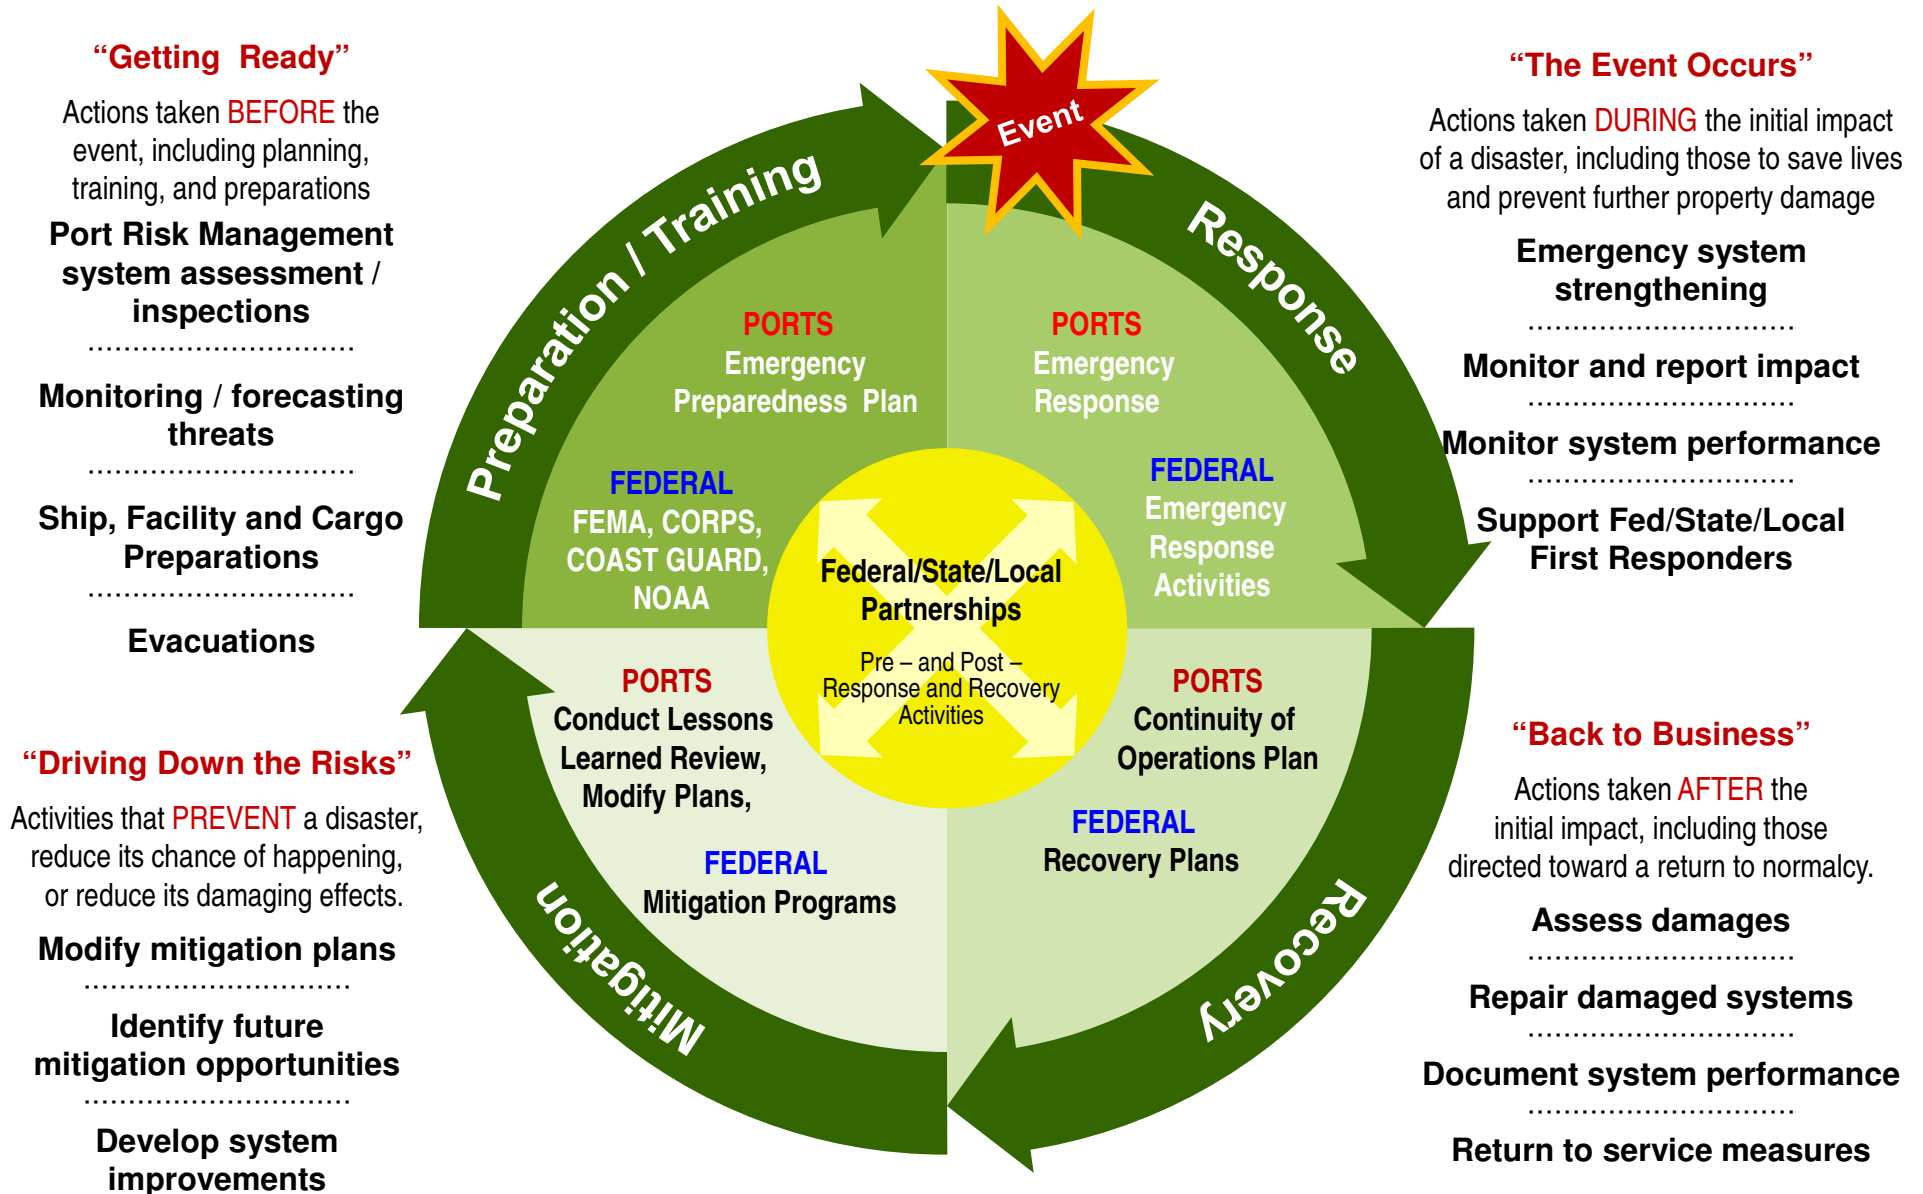 “Getting Ready”
Actions taken BEFORE the
event, including planning,
training, and preparations
Port Risk Management
system assessment /
inspections
..............................
Monitoring / forecasting
threats
..............................
Ship, Facility and Cargo
Preparations
..............................
Evacuations
“Driving Down the Risks”
Activities that PREVENT a disaster,
reduce its chance of happening,
or reduce its damaging effects.
Modify mitigation plans
..............................
Identify future
mitigation opportunities
..............................
Develop system
improvements
Preparation / Training
PORTS
Emergency
Preparedness Plan
FEDERAL
FEMA, CORPS,
COAST GUARD,
NOAA
Event
Response
PORTS
Emergency
Response
FEDERAL
Emergency
Response
Activities
Federal/State/Local
Partnerships
Pre – and Post –
Response and Recovery
Activities
PORTS
Conduct Lessons
Learned Review,
Modify Plans,
FEDERAL
Mitigation Programs
Mitigation
PORTS
Continuity of
Operations Plan
FEDERAL
Recovery Plans
Recovery
“The Event Occurs”
Actions taken DURING the initial impact
of a disaster, including those to save lives
and prevent further property damage
Emergency system
strengthening
..............................
Monitor and report impact
..............................
Monitor system performance
..............................
Support Fed/State/Local
First Responders
“Back to Business”
Actions taken AFTER the
initial impact, including those
directed toward a return to normalcy.
Assess damages
..............................
Repair damaged systems
..............................
Document system performance
..............................
Return to service measures